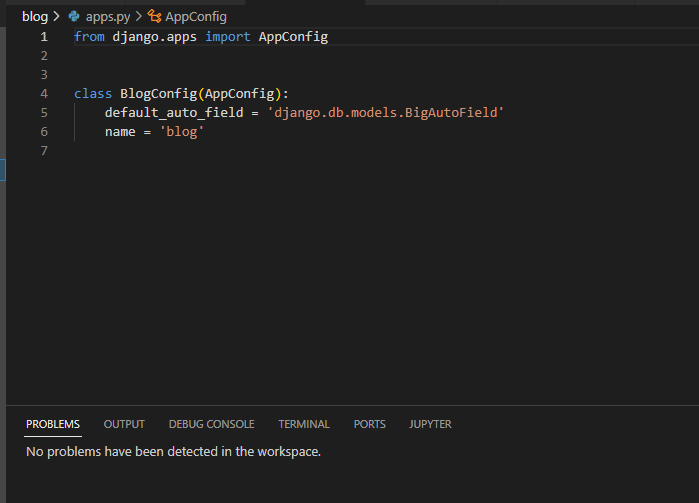 blog > apps.py > AppConfig
1 from django.apps import AppConfig
2
3
4 class BlogConfig(AppConfig):
5     default_auto_field = 'django.db.models.BigAutoField'
6     name = 'blog'
7
PROBLEMS OUTPUT DEBUG CONSOLE TERMINAL PORTS JUPYTER
No problems have been detected in the workspace.